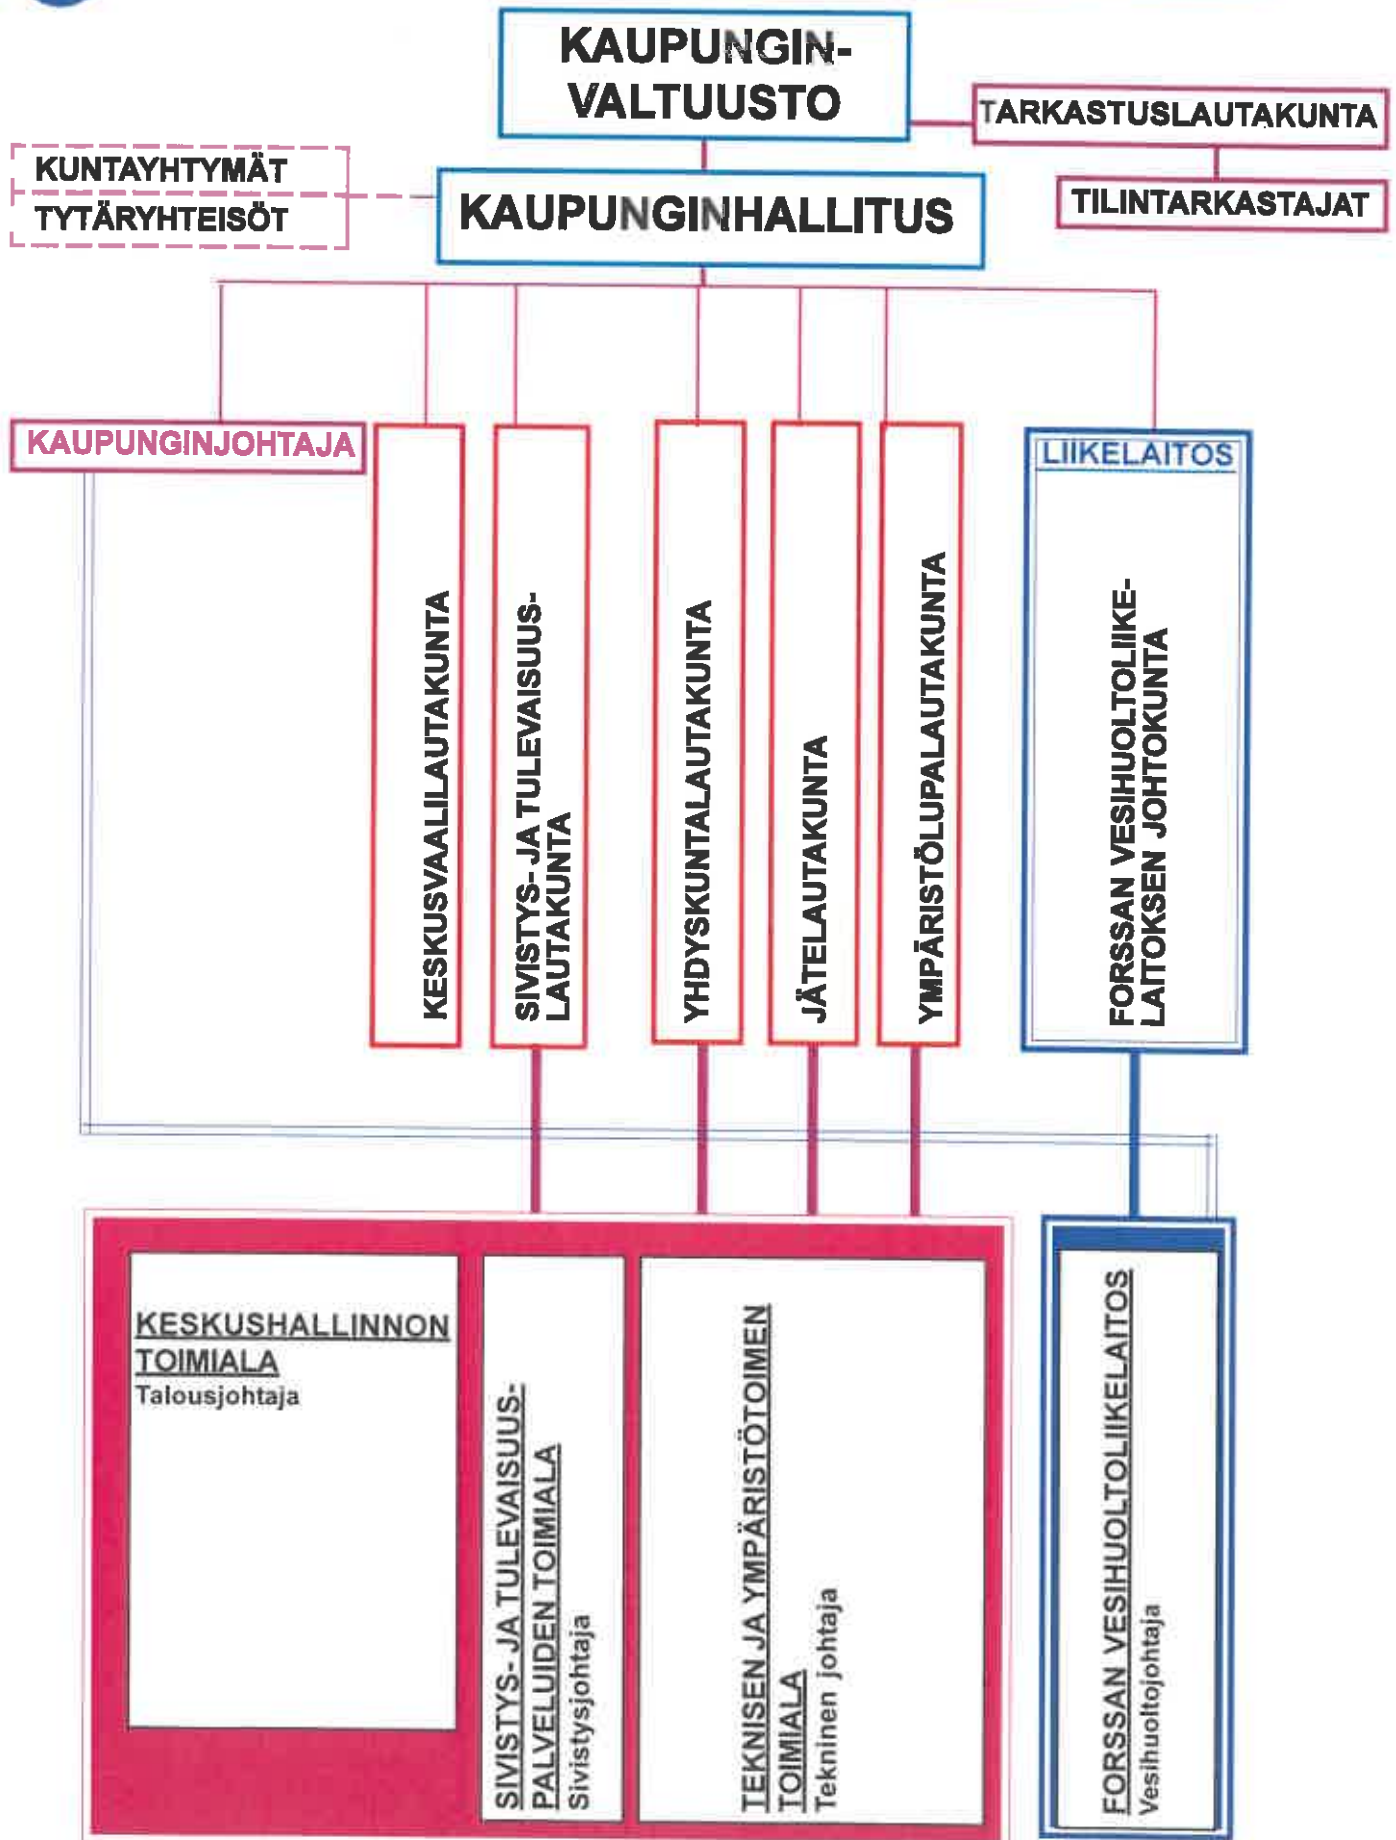 KAUPUNGIN-
VALTUUSTO
TARKASTUSLAUTAKUNTA
KUNTAYHTYMÄT
TYTÄRYHTEISÖT
KAUPUNGINHALLITUS
TILINTARKASTAJAT
KAUPUNGINJOHTAJA
KESKUSVAALILAUTAKUNTA
SIVISTYS- JA TULEVAISUUS-
LAUTAKUNTA
YHDYSKUNTALAUTAKUNTA
JÄTELAUTAKUNTA
YMPÄRISTÖLUPALAUTAKUNTA
LIIKELAITOS
FORSSAN VESIHUOLTOLIIKE-
LAITOKSEN JOHTOKUNTA
KESKUSHALLINNON
TOIMIALA
Talousjohtaja
SIVISTYS- JA TULEVAISUUS-
PALVELUIDEN TOIMIALA
Sivistysjohtaja
TEKNISEN JA YMPÄRISTÖTOIMEN
TOIMIALA
Tekninen johtaja
FORSSAN VESIHUOLTOLIIKELAITOS
Vesihuoltojohtaja